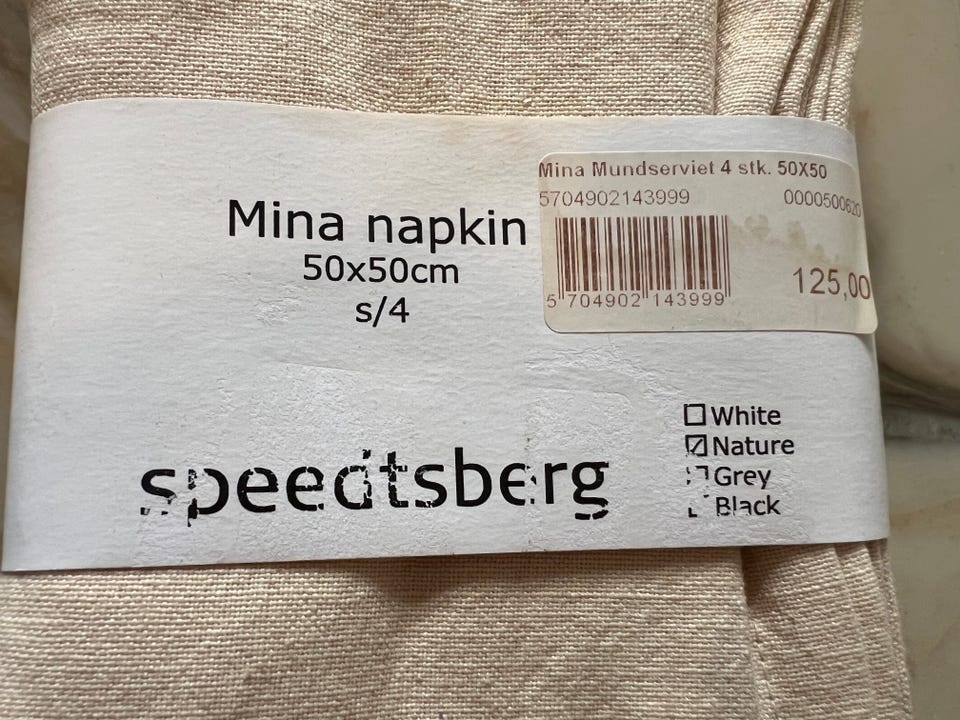 Mina napkin
50x50cm
s/4
Mina Mundserviet 4 stk. 50X50
5704902143999 0000500620
5 704902 143999
125,00
White
Nature
Grey
Black
speedtsberg